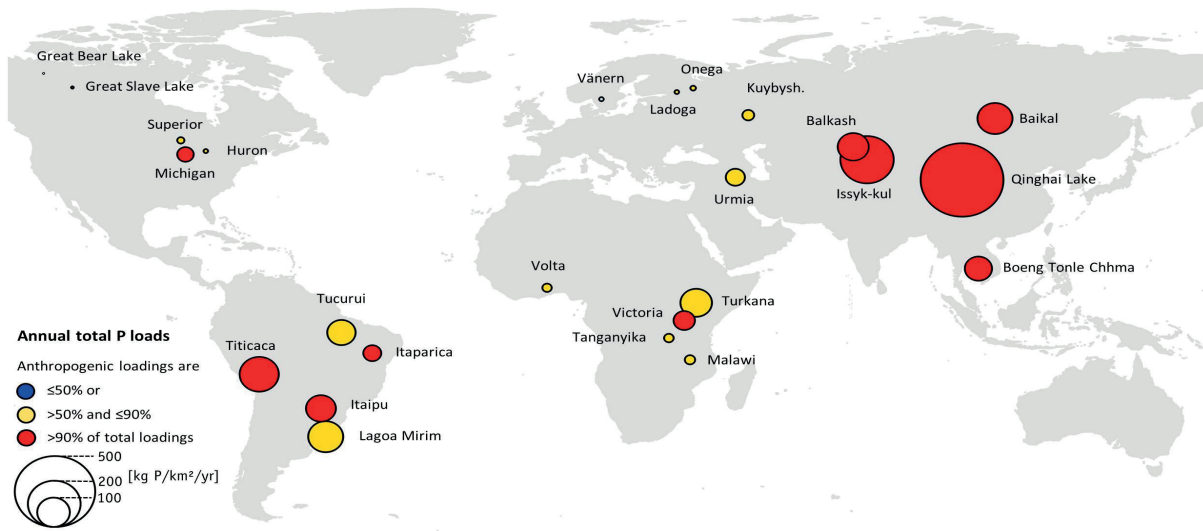 Great Bear Lake
Great Slave Lake
Superior
Huron
Michigan
Vänern
Onega
Ladoga
Kuybysh.
Balkash
Baikal
Issyk-kul
Qinghai Lake
Urmia
Boeng Tonle Chhma
Volta
Turkana
Victoria
Tanganyika
Malawi
Tucurui
Titicaca
Itaparica
Itaipu
Lagoa Mirim
Annual total P loads
Anthropogenic loadings are
≤50% or
>50% and ≤90%
>90% of total loadings
500
200 [kg P/km²/yr]
100